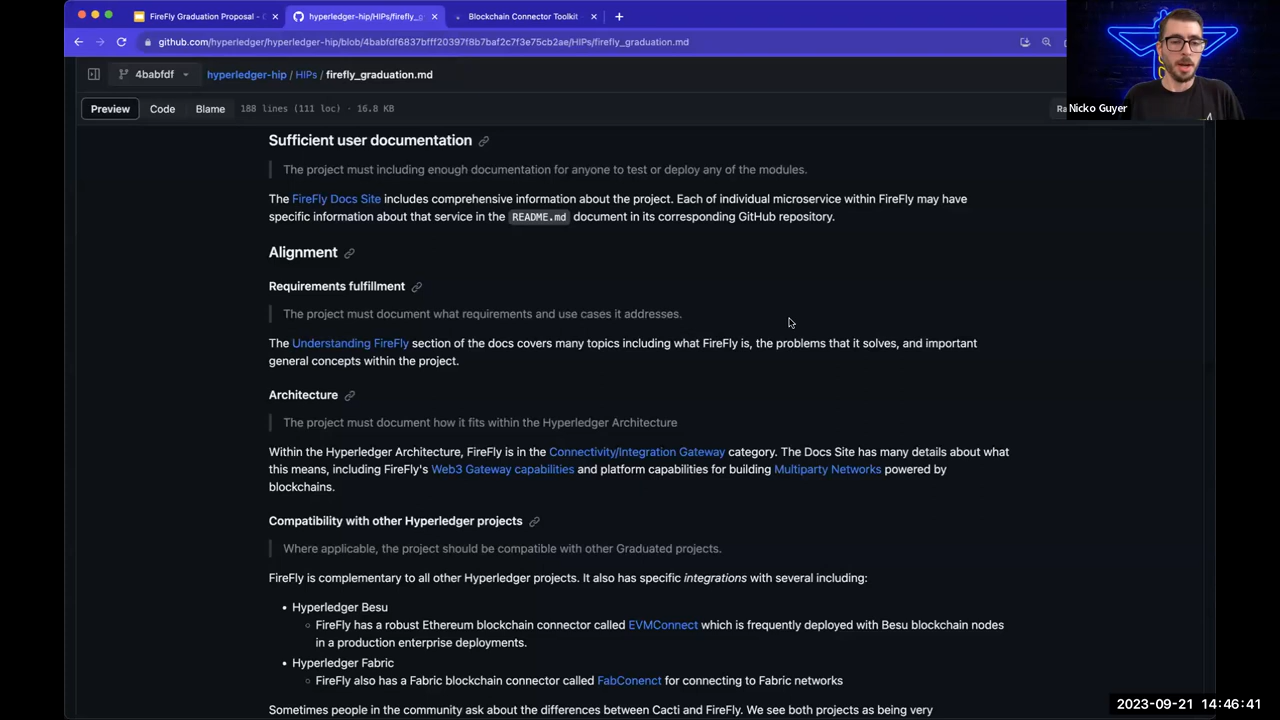 FireFly Graduation Proposal -
hyperledger-hip/HIPs/firefly_g
Blockchain Connector Toolkit
github.com/hyperledger/hyperledger-hip/blob/4babfdf6837bfff20397f8b7baf2c7f3e75cb2ae/HIPs/firefly_graduation.md
Nicko Guyer
4babfdf
hyperledger-hip / HIPs / firefly_graduation.md
Preview Code Blame 188 lines (111 loc) · 16.8 KB Ra
Sufficient user documentation
The project must including enough documentation for anyone to test or deploy any of the modules.
The FireFly Docs Site includes comprehensive information about the project. Each of individual microservice within FireFly may have
specific information about that service in the README.md document in its corresponding GitHub repository.
Alignment
Requirements fulfillment
The project must document what requirements and use cases it addresses.
The Understanding FireFly section of the docs covers many topics including what FireFly is, the problems that it solves, and important
general concepts within the project.
Architecture
The project must document how it fits within the Hyperledger Architecture
Within the Hyperledger Architecture, FireFly is in the Connectivity/Integration Gateway category. The Docs Site has many details about what
this means, including FireFly's Web3 Gateway capabilities and platform capabilities for building Multiparty Networks powered by
blockchains.
Compatibility with other Hyperledger projects
Where applicable, the project should be compatible with other Graduated projects.
FireFly is complementary to all other Hyperledger projects. It also has specific integrations with several including:
• Hyperledger Besu
◦ FireFly has a robust Ethereum blockchain connector called EVMConnect which is frequently deployed with Besu blockchain nodes
in a production enterprise deployments.
• Hyperledger Fabric
◦ FireFly also has a Fabric blockchain connector called FabConenct for connecting to Fabric networks
Sometimes people in the community ask about the differences between Cacti and FireFly. We see both projects as being very
2023-09-21 14:46:41